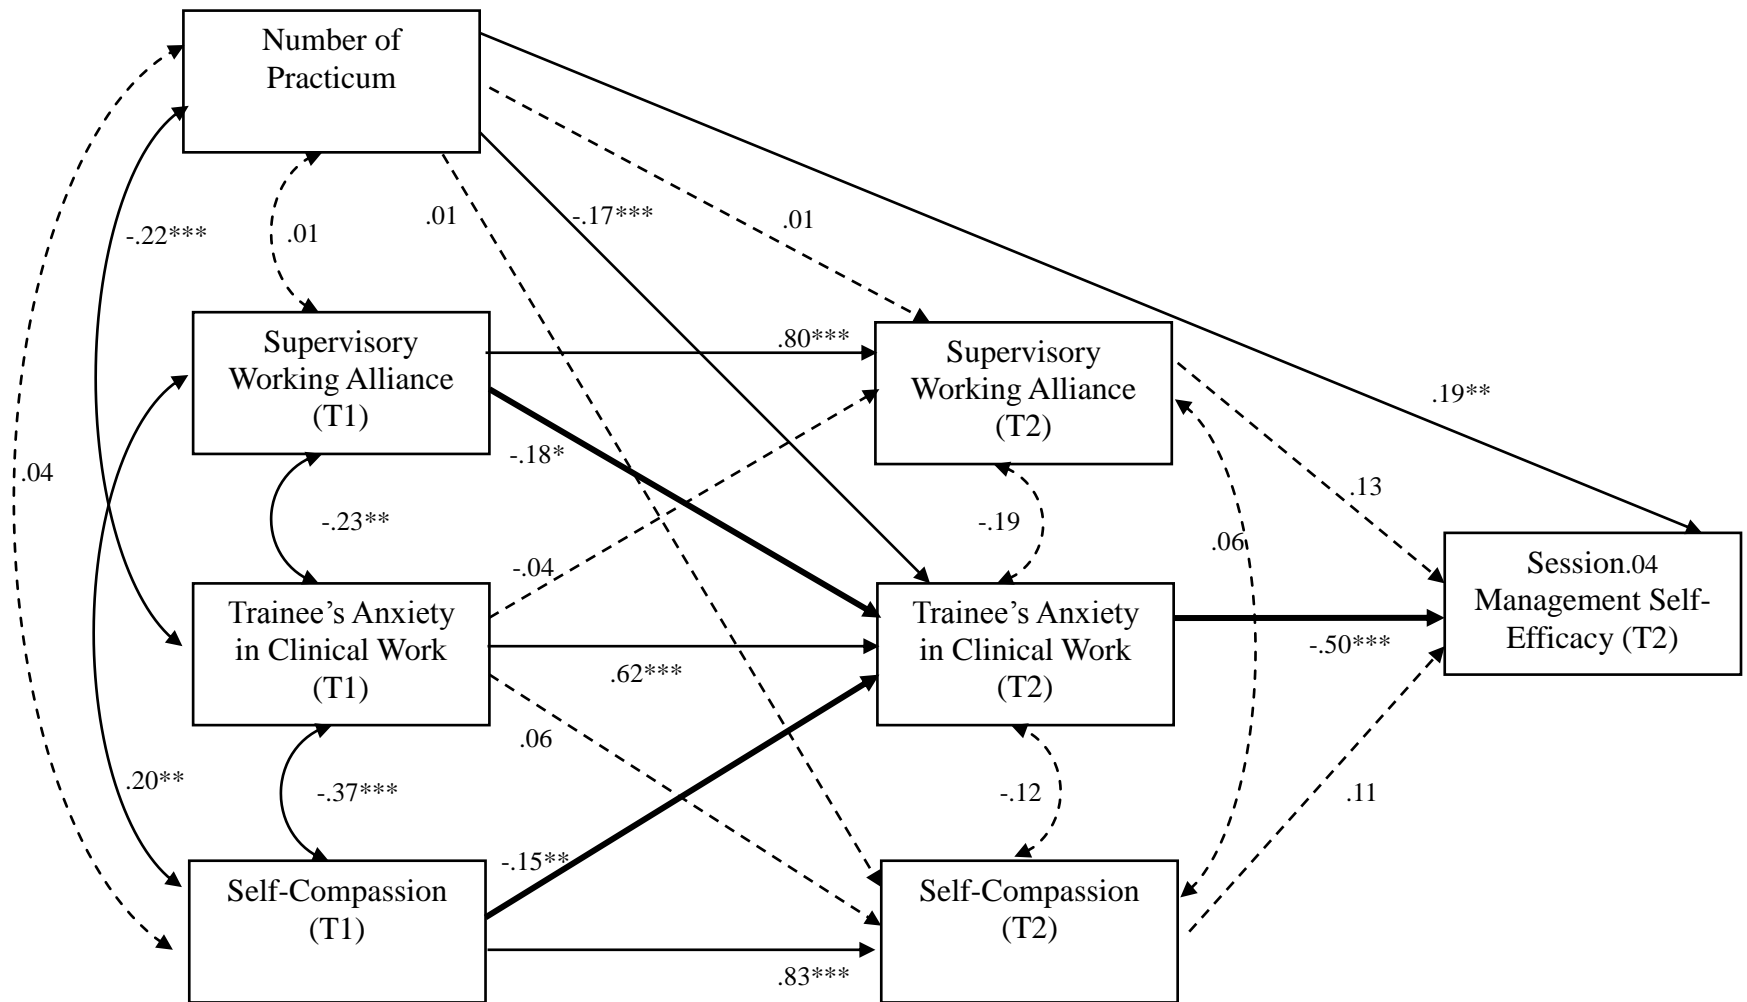 Number of
Practicum
-.22***
.01
.01
-.17***
.01
Supervisory
Working Alliance
(T1)
.80***
Supervisory
Working Alliance
(T2)
.19**
.04
-.18*
-.23**
-.04
-.19
.06
.13
Session.04
Management Self-
Efficacy (T2)
Trainee’s Anxiety
in Clinical Work
(T1)
.62***
Trainee’s Anxiety
in Clinical Work
(T2)
-.50***
.06
.20**
-.37***
-.12
.11
-.15**
Self-Compassion
(T1)
.83***
Self-Compassion
(T2)